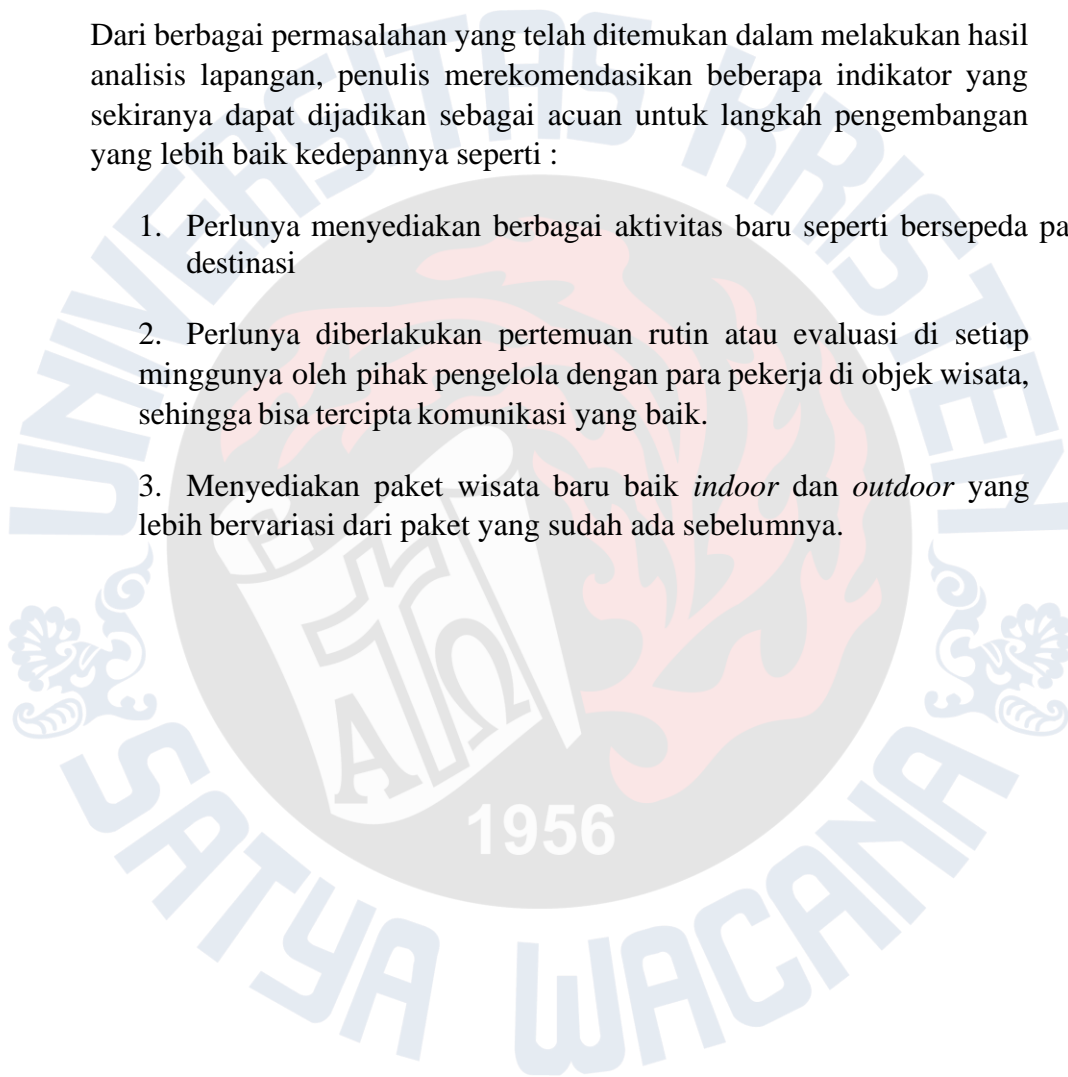 Dari berbagai permasalahan yang telah ditemukan dalam melakukan hasil
analisis lapangan, penulis merekomendasikan beberapa indikator yang
sekiranya dapat dijadikan sebagai acuan untuk langkah pengembangan
yang lebih baik kedepannya seperti :
1. Perlunya menyediakan berbagai aktivitas baru seperti bersepeda pa
destinasi
2. Perlunya diberlakukan pertemuan rutin atau evaluasi di setiap
minggunya oleh pihak pengelola dengan para pekerja di objek wisata,
sehingga bisa tercipta komunikasi yang baik.
3. Menyediakan paket wisata baru baik indoor dan outdoor yang
lebih bervariasi dari paket yang sudah ada sebelumnya.
UNIVERSITAS KRISTEN
ΑΩ
1956
SATYA WACANA